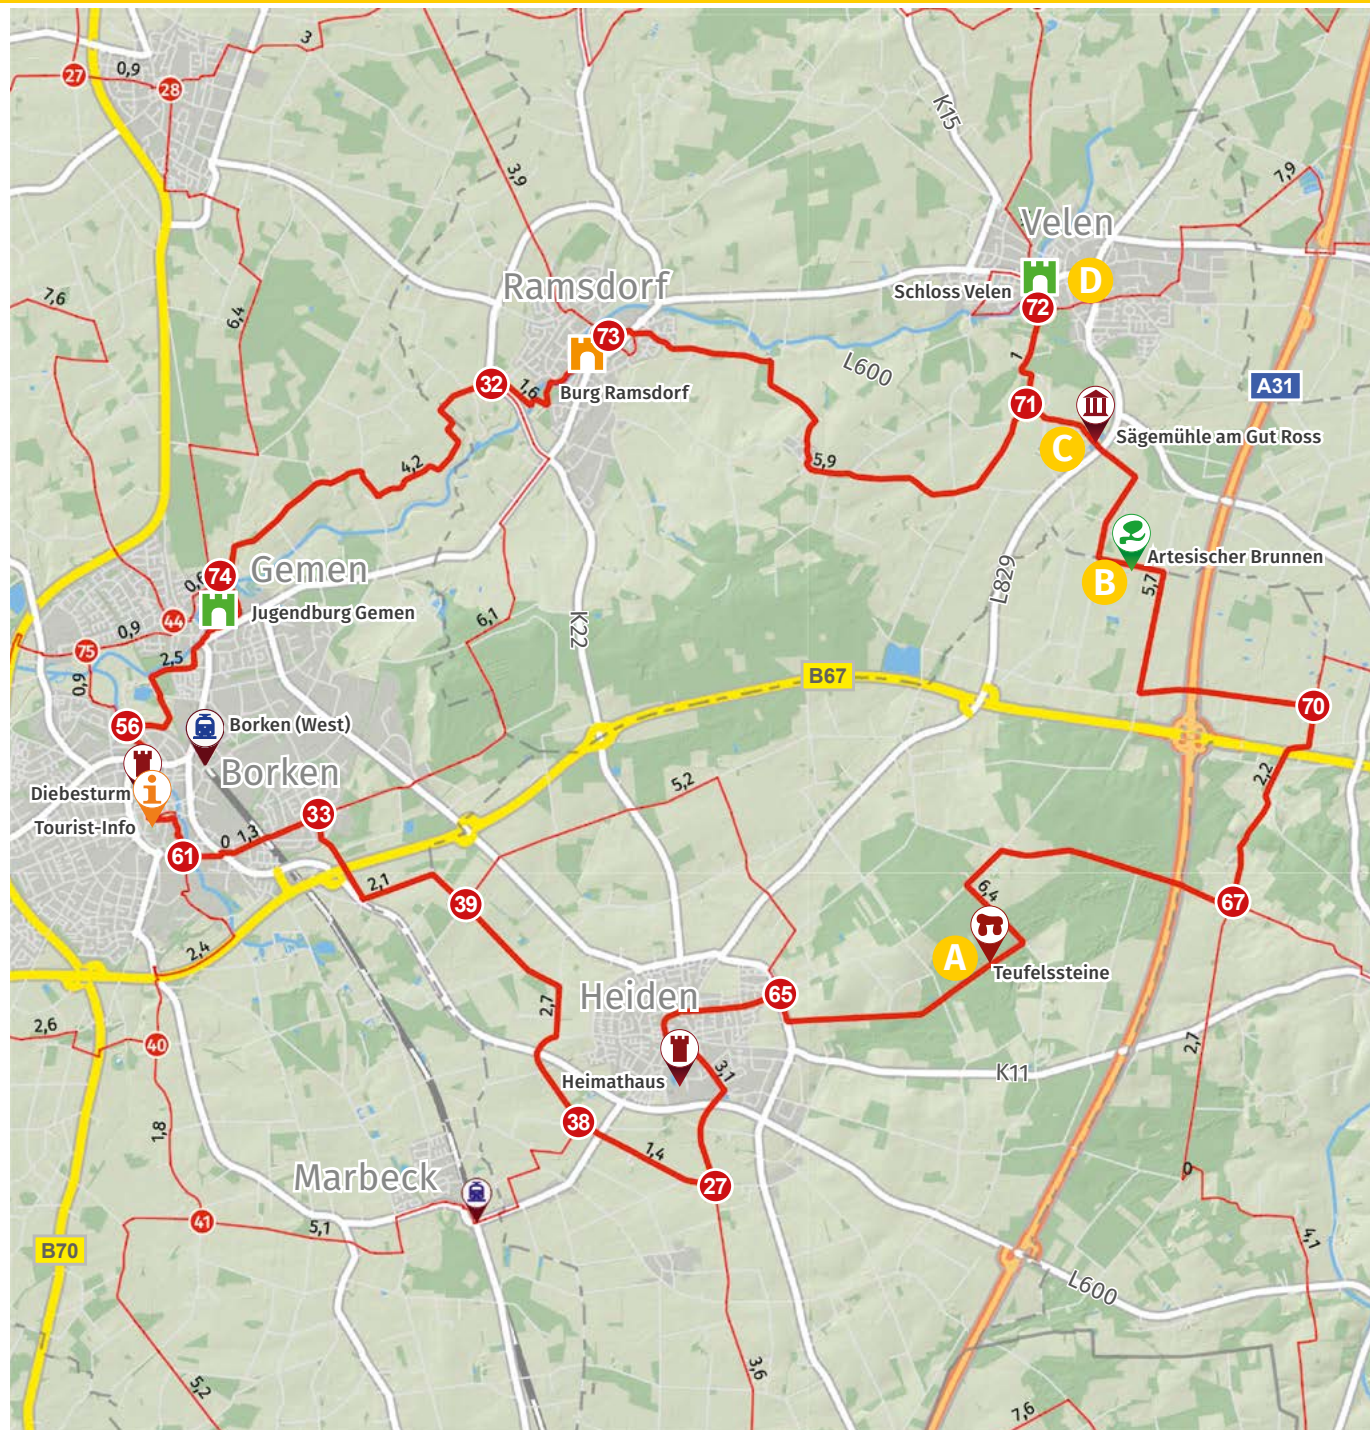 3
27
0,9
28
K15
3,9
7,9
Velen
7,6
6,4
Ramsdorf
Schloss Velen
D
72
73
L600
1
A31
32
1,6
Burg Ramsdorf
71
C
Sägemühle am Gut Ross
4,2
5,9
74
0,6
Gemen
Artesischer Brunnen
B
5,7
L829
Jugendburg Gemen
44
0,9
75
2,5
0,9
6,1
K22
B67
56
Borken (West)
70
Borken
Diebesturm
i
Tourist-Info
5,2
2,2
33
0
1,3
61
2,1
39
6,4
67
2,4
A
Teufelssteine
2,7
Heiden
65
2,6
40
2,7
Heimathaus
3,1
K11
1,8
38
1,4
27
Marbeck
0
41
5,1
4,1
B70
L600
5,2
3,6
7,6